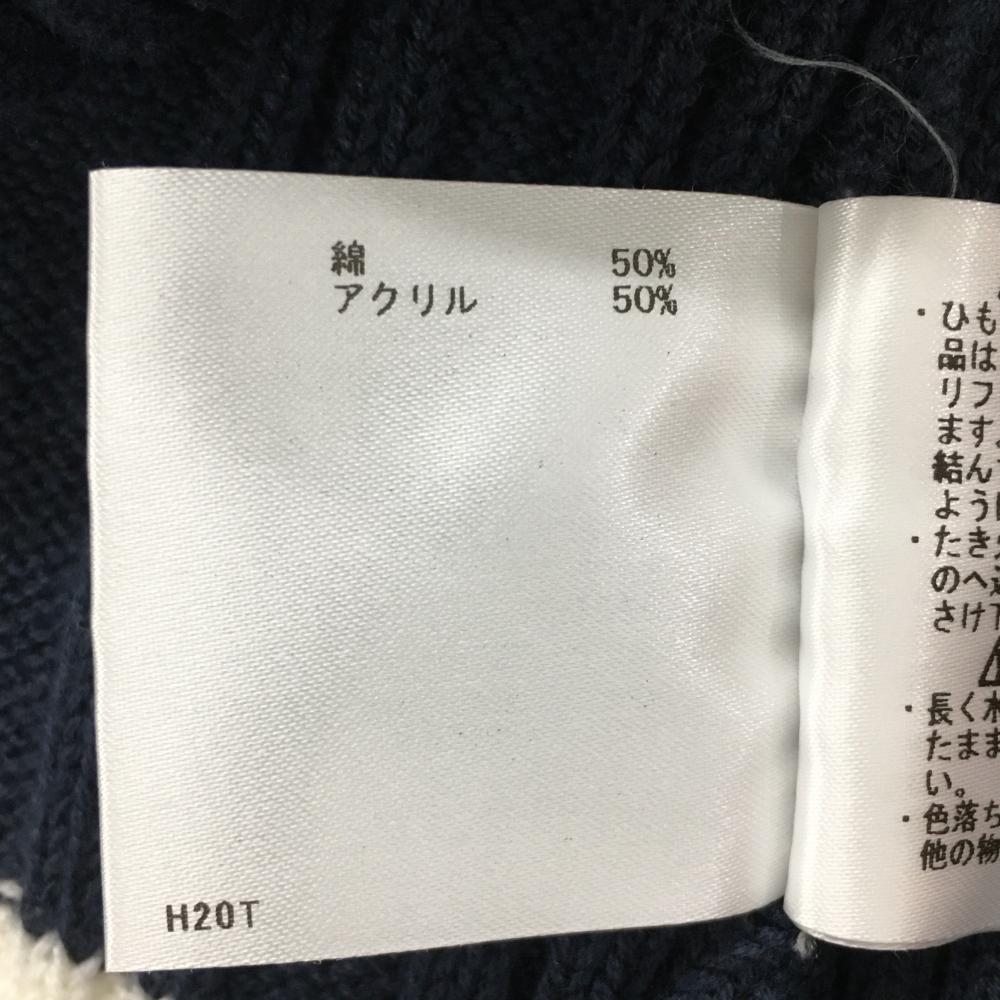 綿 50%
アクリル 50%
H20T
・ひも
品は
リフ
ます
結ん
よう
・たき
のへ
さけ
・長く
たまま
い。
・色落ち
他の物